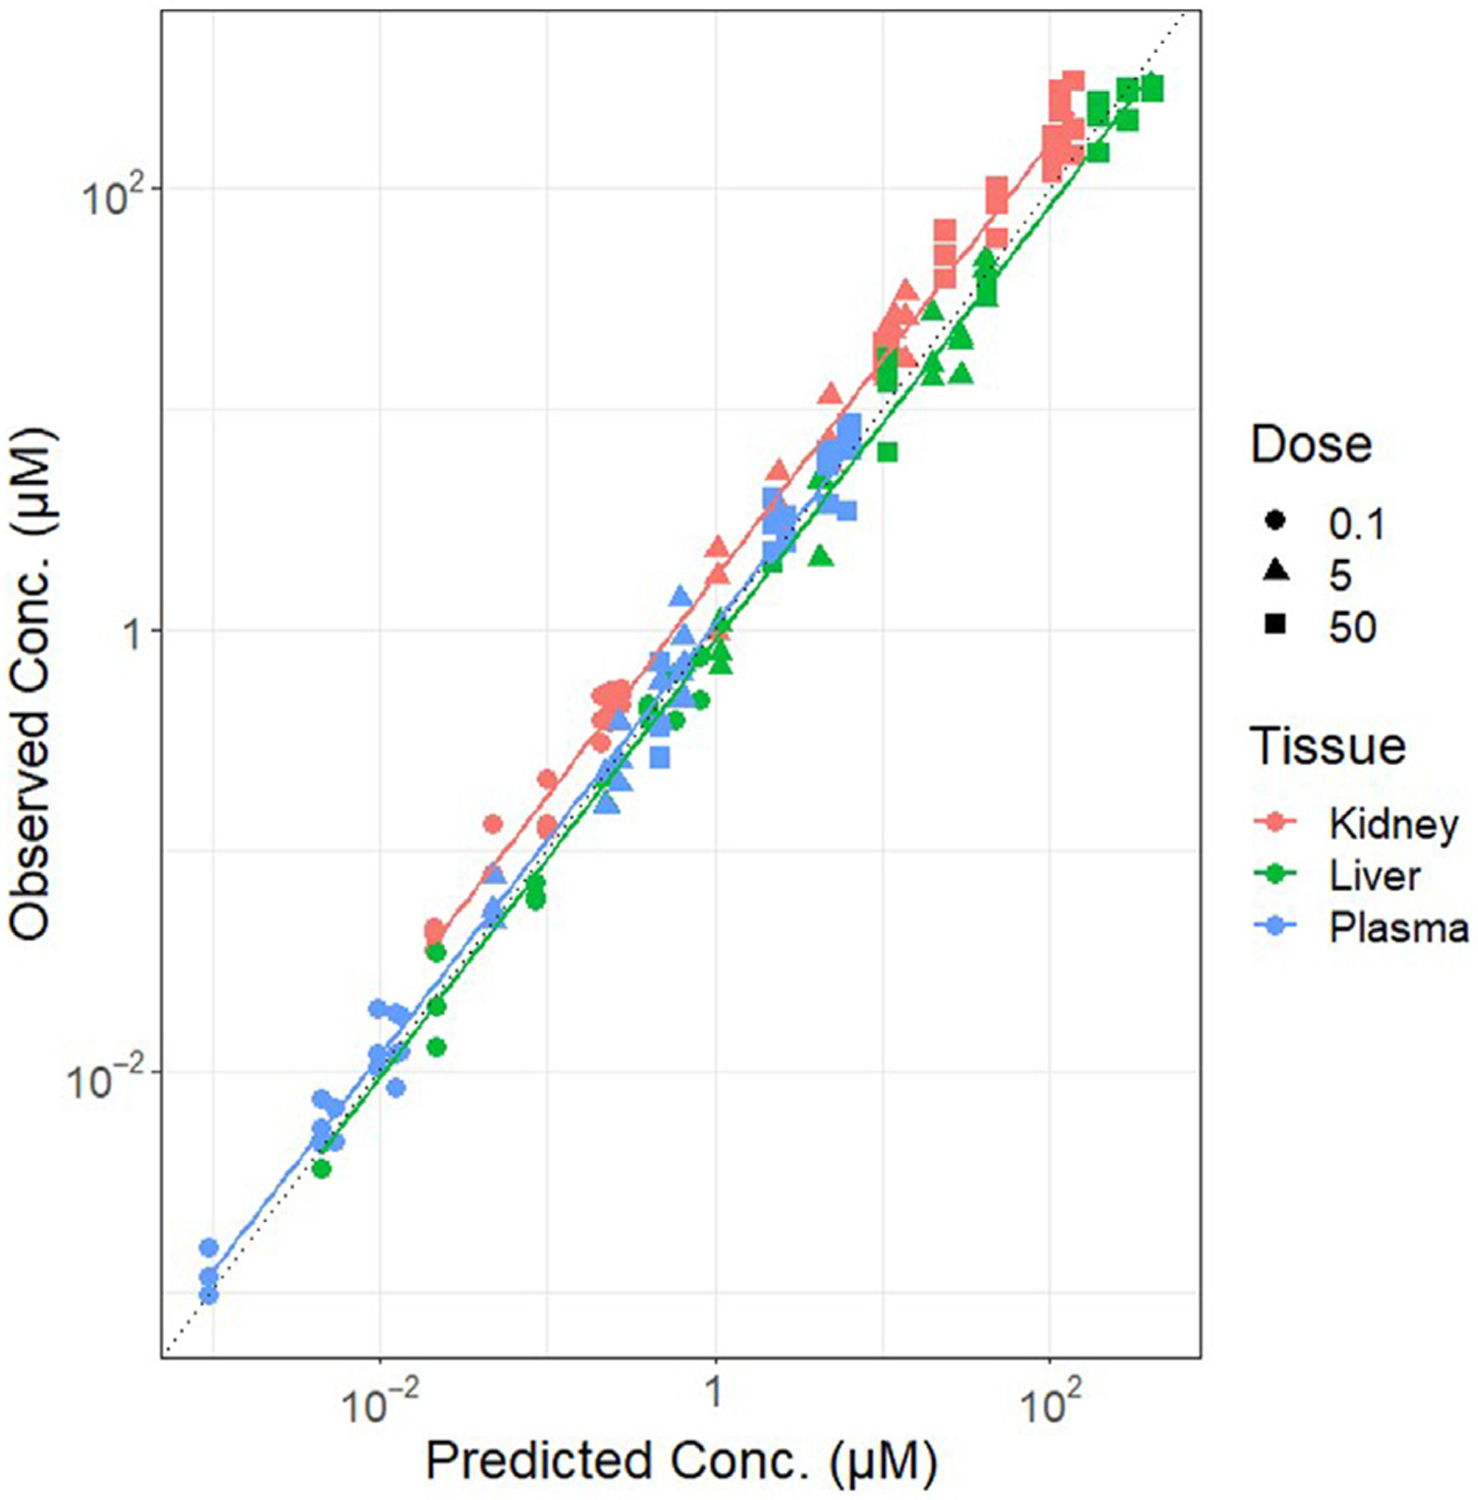 Observed Conc. (µM)
10²
1
10⁻²
10⁻²
1
10²
Predicted Conc. (µM)
Dose
0.1
5
50
Tissue
Kidney
Liver
Plasma